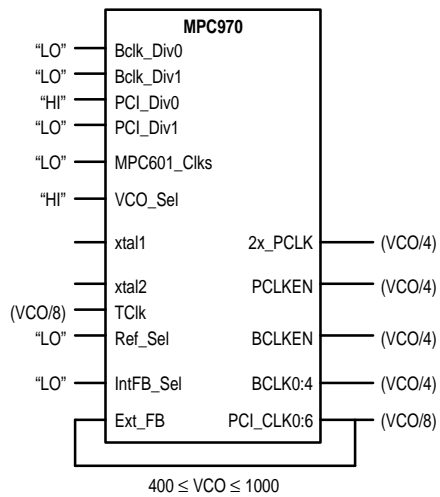 MPC970
“LO” Bclk_Div0
“LO” Bclk_Div1
“HI” PCI_Div0
“LO” PCI_Div1
“LO” MPC601_Clks
“HI” VCO_Sel
xtal1 2x_PCLK (VCO/4)
xtal2 PCLKEN (VCO/4)
(VCO/8) TClk
“LO” Ref_Sel BCLKEN (VCO/4)
“LO” IntFB_Sel BCLK0:4 (VCO/4)
Ext_FB PCI_CLK0:6 (VCO/8)
400 ≤ VCO ≤ 1000